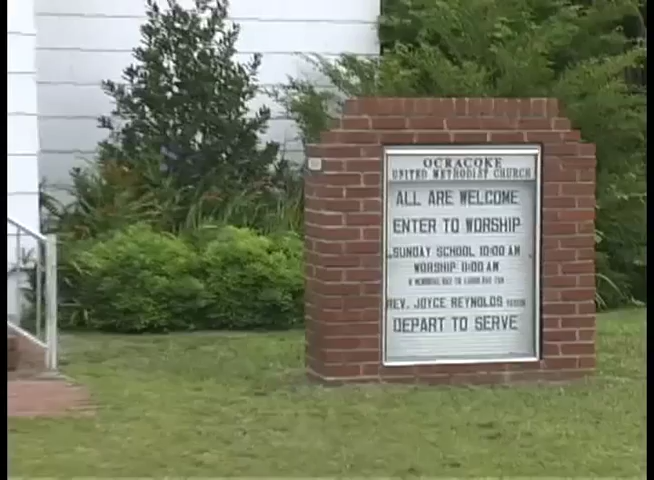 OCRACOKE
UNITED METHODIST CHURCH
ALL ARE WELCOME
ENTER TO WORSHIP
SUNDAY SCHOOL 10:00 AM
WORSHIP 11:00 AM
REV. JOYCE REYNOLDS
DEPART TO SERVE